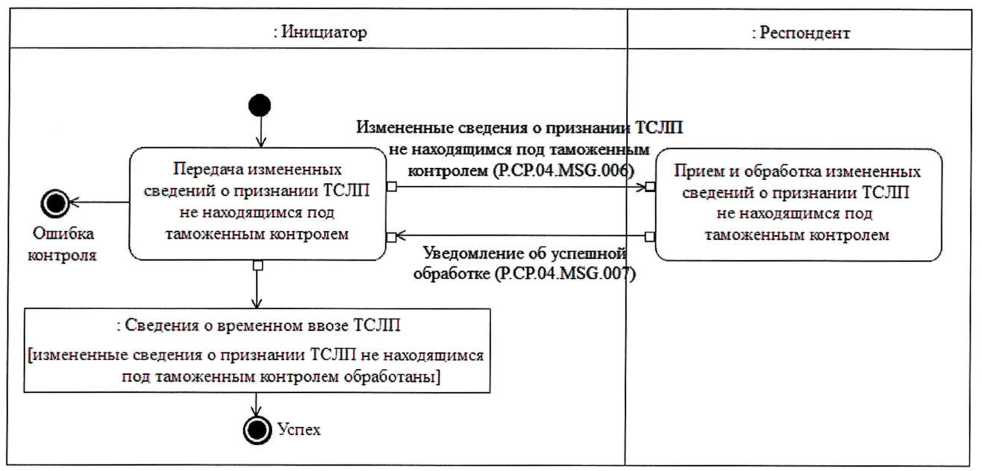 : Инициатор
: Респондент
Измененные сведения о признании ТСЛП
не находящимся под таможенным
контролем (P.CP.04.MSG.006)
Передача измененных
сведений о признании ТСЛП
не находящимся под
таможенным контролем
Прием и обработка измененных
сведений о признании ТСЛП
не находящимся под
таможенным контролем
Ошибка
контроля
Уведомление об успешной
обработке (P.CP.04.MSG.007)
: Сведения о временном ввозе ТСЛП
[измененные сведения о признании ТСЛП не находящимся
под таможенным контролем обработаны]
Успех